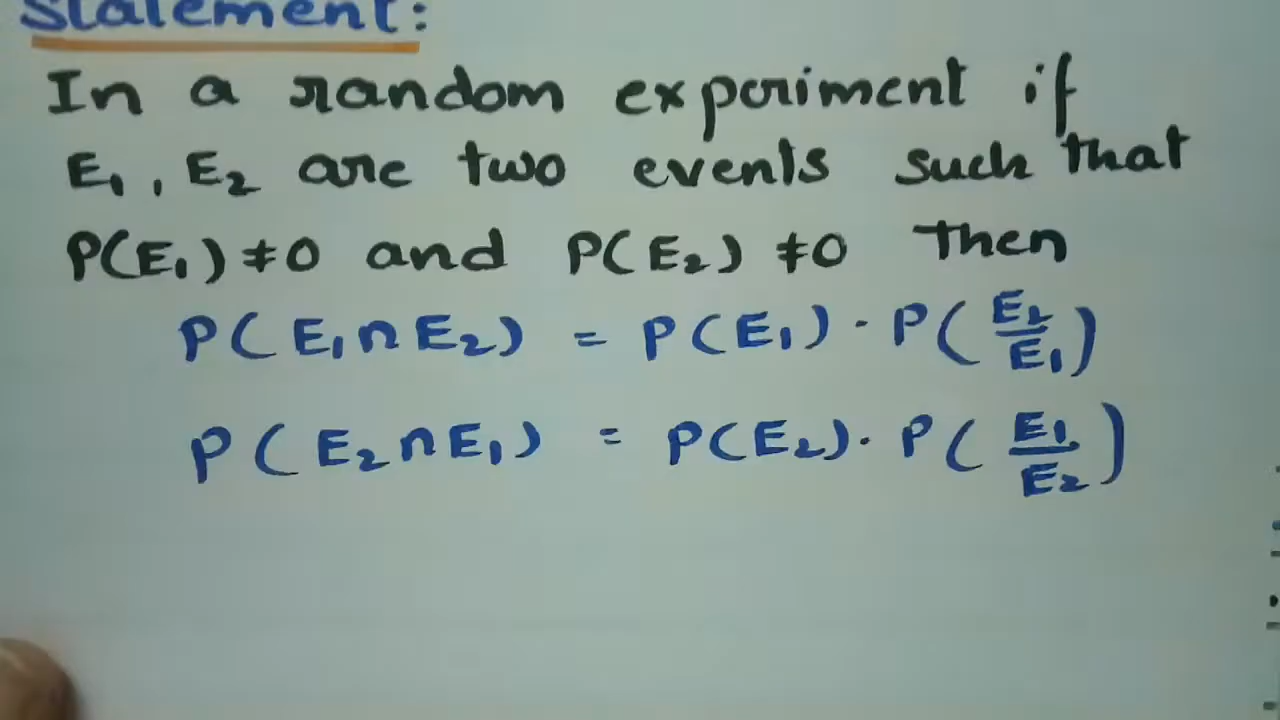 Statement:
In a random experiment if
E₁, E₂ are two events such that
P(E₁) ≠ 0 and P(E₂) ≠ 0 then
P(E₁∩E₂) = P(E₁)·P(E₂/E₁)
P(E₂∩E₁) = P(E₂)·P(E₁/E₂)